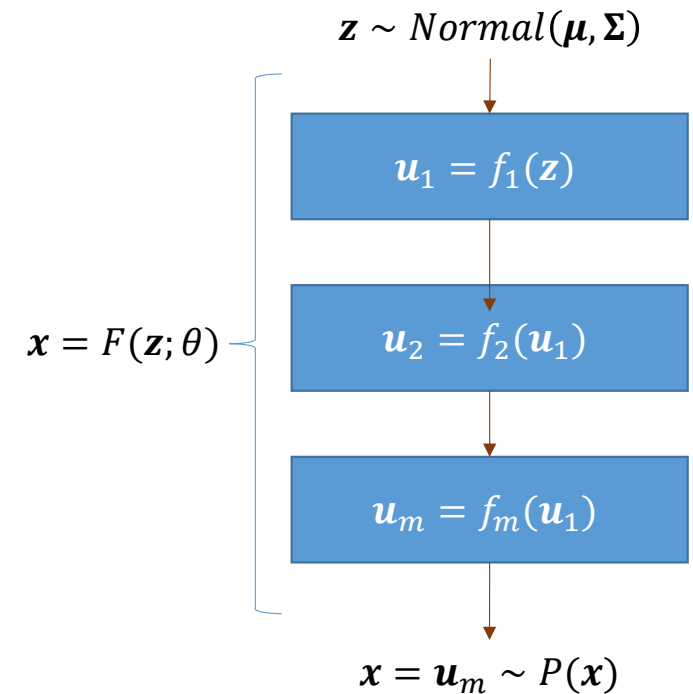 z ~ Normal(μ, Σ)
u₁ = f₁(z)
u₂ = f₂(u₁)
x = F(z; θ)
uₘ = fₘ(u₁)
x = uₘ ~ P(x)